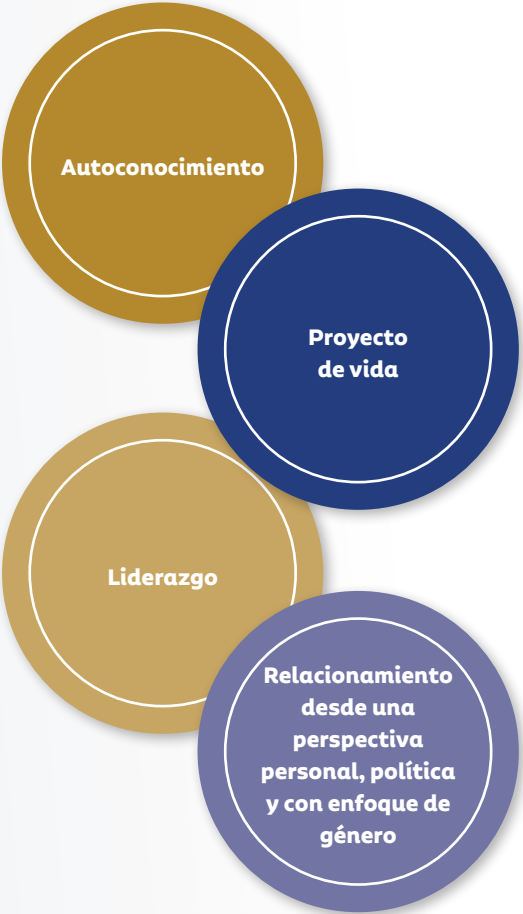 Autoconocimiento
Proyecto
de vida
Liderazgo
Relacionamiento
desde una
perspectiva
personal, política
y con enfoque de
género